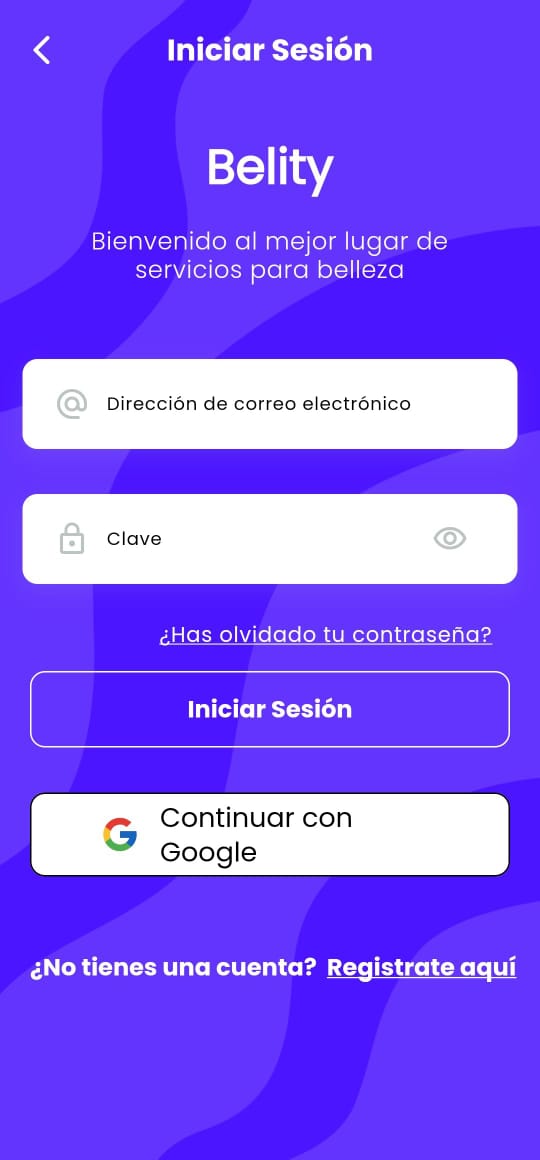 Iniciar Sesión
Belity
Bienvenido al mejor lugar de
servicios para belleza
Dirección de correo electrónico
Clave
¿Has olvidado tu contraseña?
Iniciar Sesión
Continuar con
Google
¿No tienes una cuenta? Registrate aquí